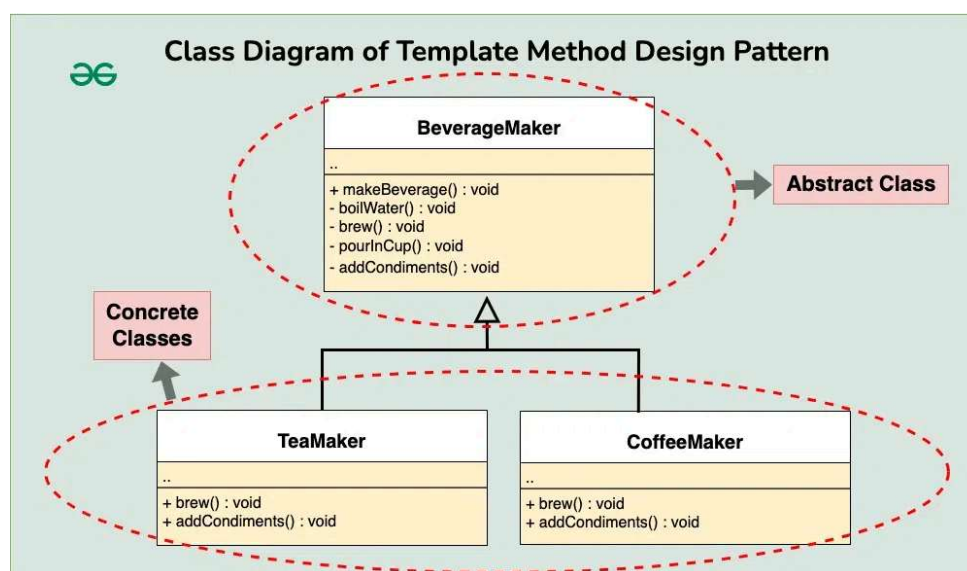 Class Diagram of Template Method Design Pattern
BeverageMaker
..
+ makeBeverage() : void
- boilWater() : void
- brew() : void
- pourInCup() : void
- addCondiments() : void
Abstract Class
Concrete
Classes
TeaMaker
..
+ brew() : void
+ addCondiments() : void
CoffeeMaker
..
+ brew() : void
+ addCondiments() : void